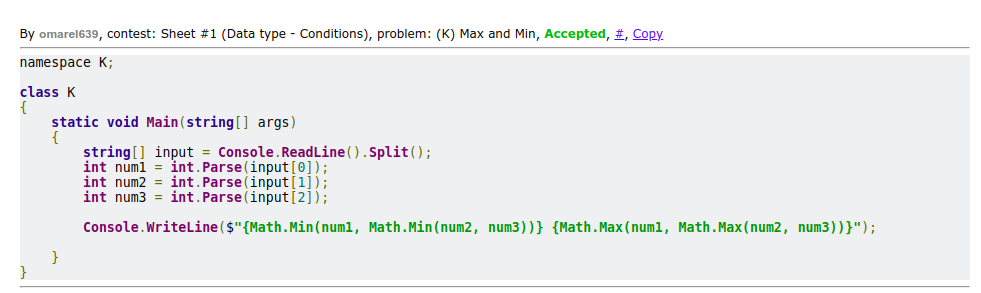 By omarel639, contest: Sheet #1 (Data type - Conditions), problem: (K) Max and Min, Accepted, #, Copy
namespace K;
class K
{
    static void Main(string[] args)
    {
        string[] input = Console.ReadLine().Split();
        int num1 = int.Parse(input[0]);
        int num2 = int.Parse(input[1]);
        int num3 = int.Parse(input[2]);
        Console.WriteLine($"{Math.Min(num1, Math.Min(num2, num3))} {Math.Max(num1, Math.Max(num2, num3))}");
    }
}